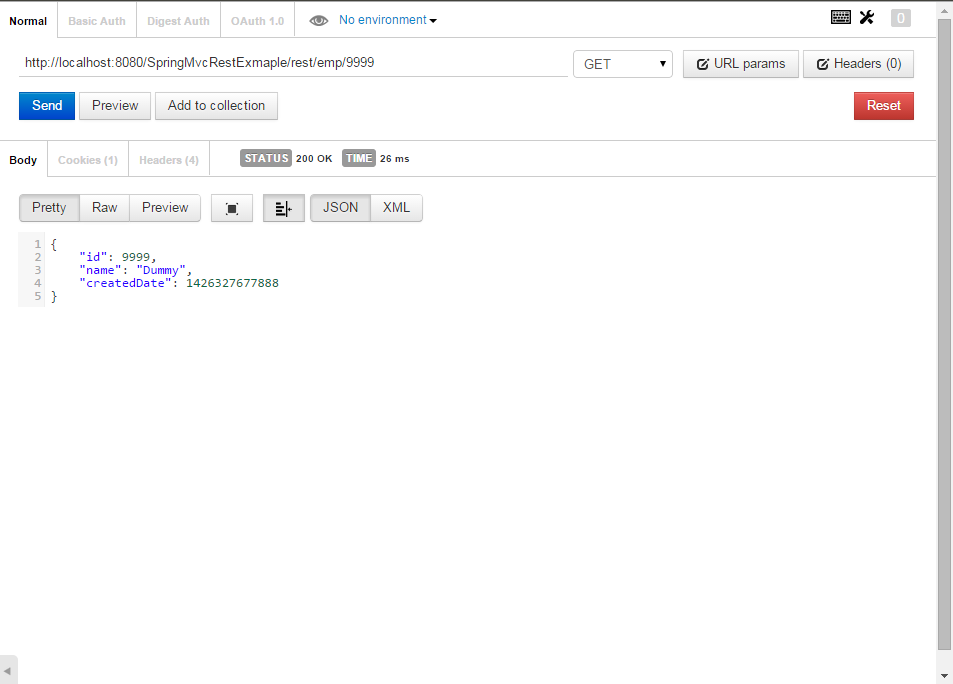 Normal Basic Auth Digest Auth OAuth 1.0 No environment 0
http://localhost:8080/SpringMvcRestExmaple/rest/emp/9999 GET URL params Headers (0)
Send Preview Add to collection Reset
Body Cookies (1) Headers (4) STATUS 200 OK TIME 26 ms
Pretty Raw Preview JSON XML
1 {
2 "id": 9999,
3 "name": "Dummy",
4 "createdDate": 1426327677888
5 }